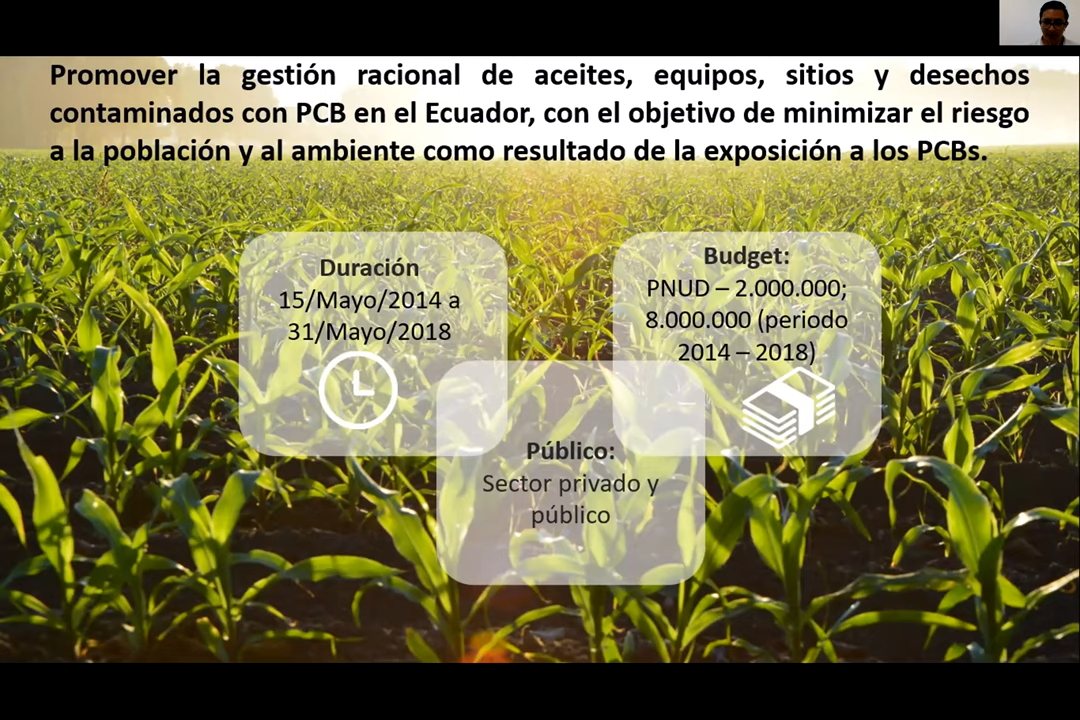 Promover la gestión racional de aceites, equipos, sitios y desechos
contaminados con PCB en el Ecuador, con el objetivo de minimizar el riesgo
a la población y al ambiente como resultado de la exposición a los PCBs.
Duración
15/Mayo/2014 a
31/Mayo/2018
Budget:
PNUD – 2.000.000;
8.000.000 (periodo
2014 – 2018)
Público:
Sector privado y
público